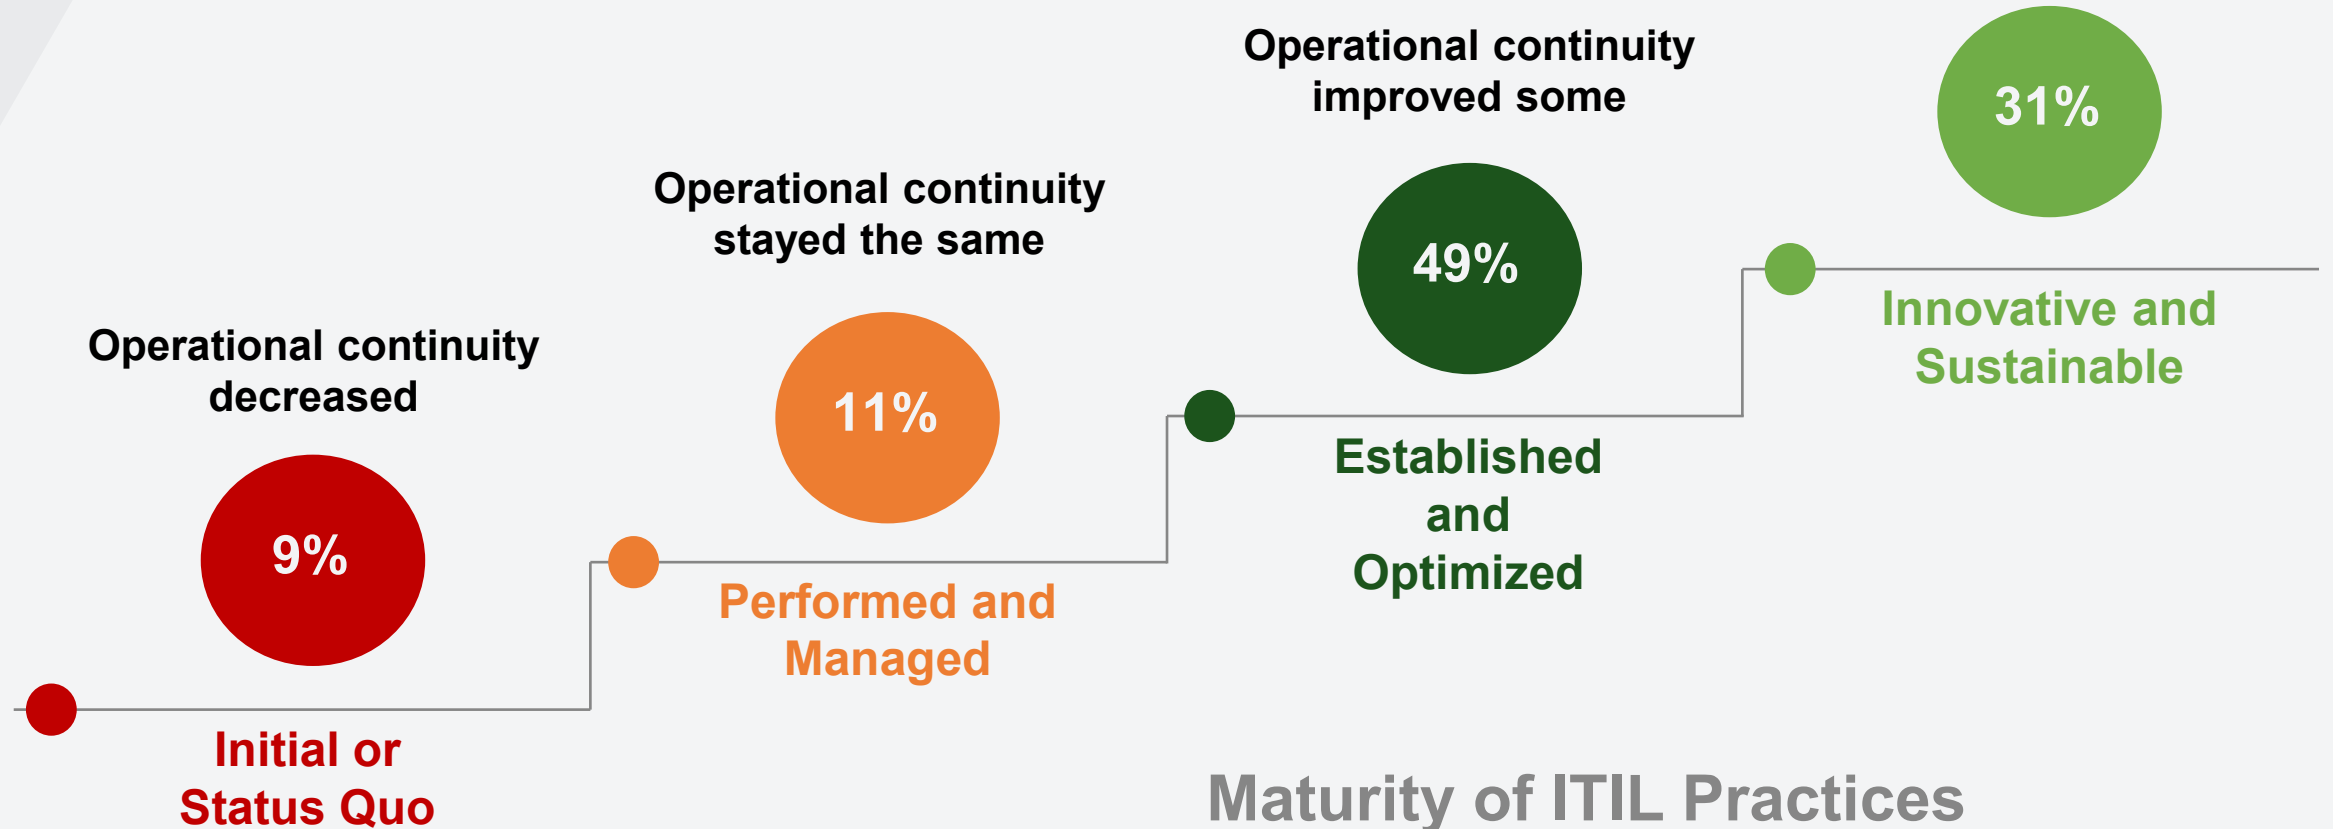 Operational continuity
decreased
9%
Initial or
Status Quo
Operational continuity
stayed the same
11%
Performed and
Managed
Operational continuity
improved some
49%
Established
and
Optimized
31%
Innovative and
Sustainable
Maturity of ITIL Practices